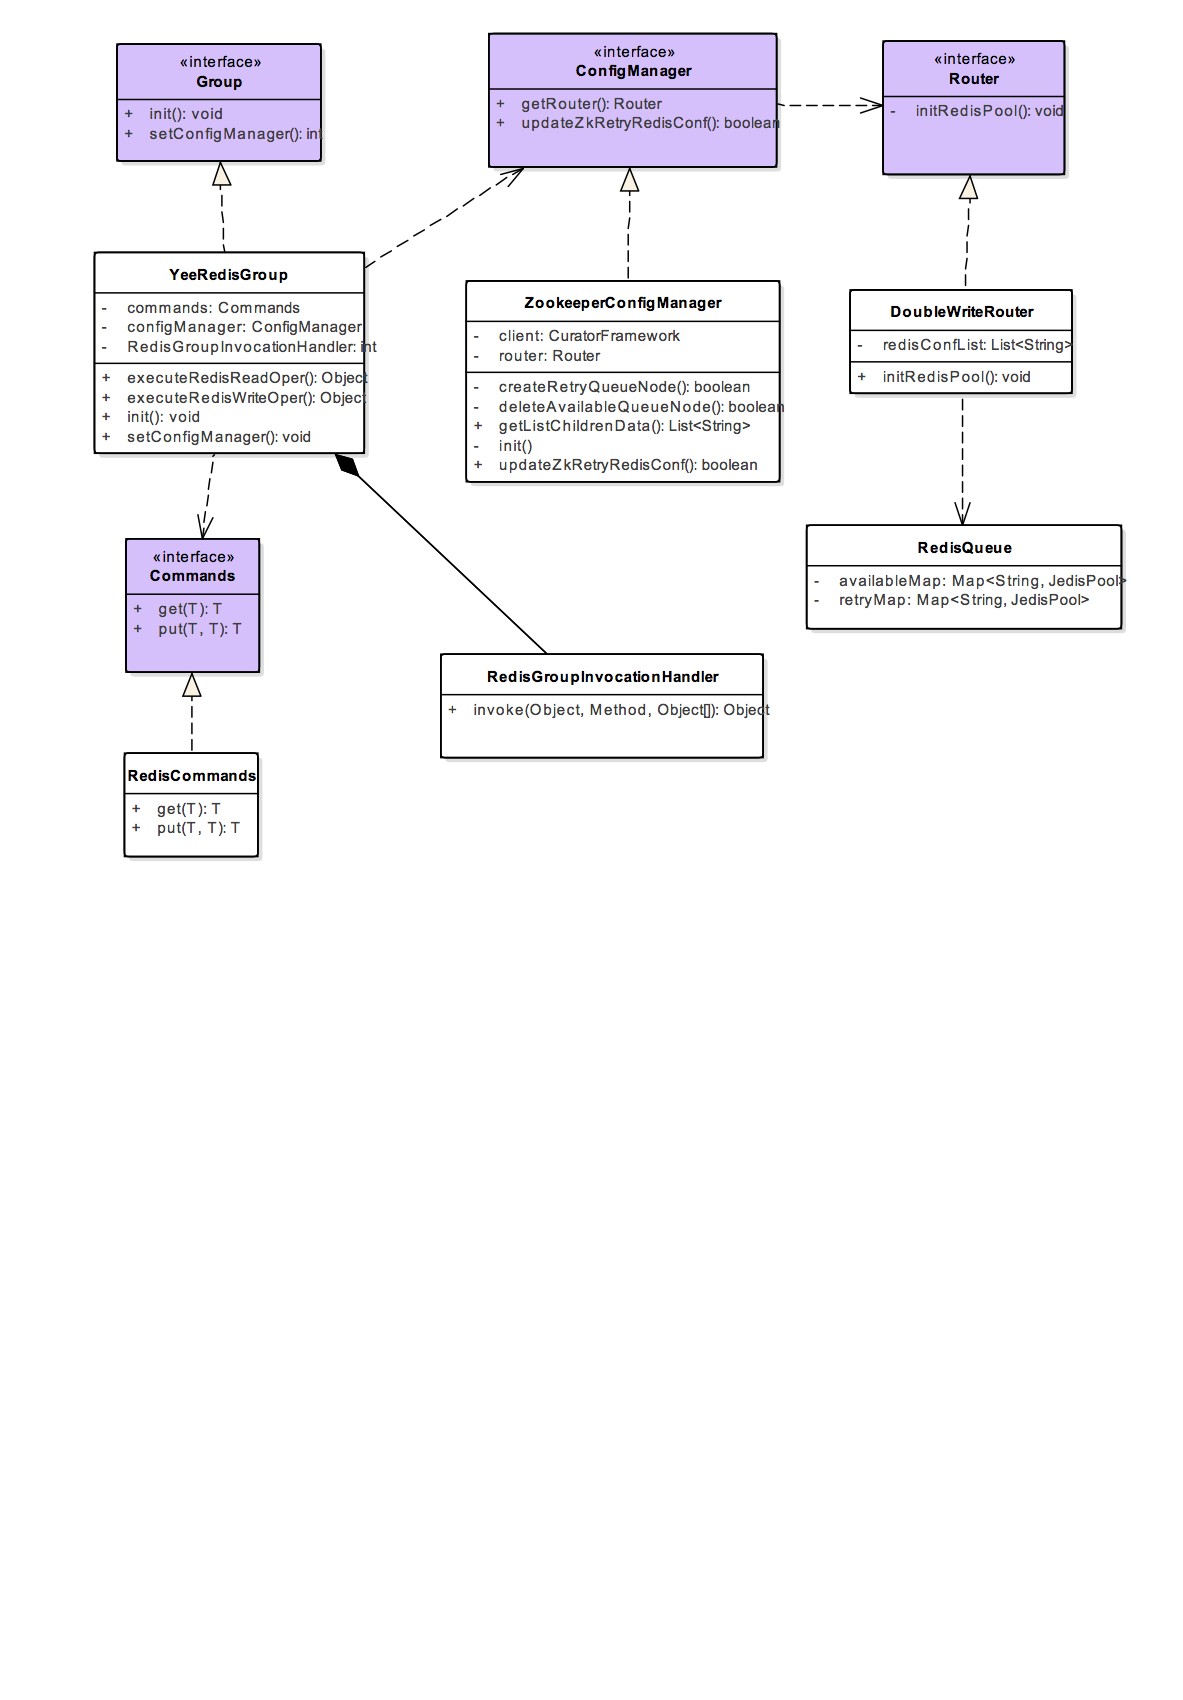 «interface»
Group
+ init(): void
+ setConfigManager(): int
«interface»
ConfigManager
+ getRouter(): Router
+ updateZkRetryRedisConf(): boolean
«interface»
Router
- initRedisPool(): void
YeeRedisGroup
- commands: Commands
- configManager: ConfigManager
- RedisGroupInvocationHandler: int
+ executeRedisReadOper(): Object
+ executeRedisWriteOper(): Object
+ init(): void
+ setConfigManager(): void
ZookeeperConfigManager
- client: CuratorFramework
- router: Router
- createRetryQueueNode(): boolean
- deleteAvailableQueueNode(): boolean
+ getListChildrenData(): List<String>
- init()
+ updateZkRetryRedisConf(): boolean
DoubleWriteRouter
- redisConfList: List<String>
+ initRedisPool(): void
«interface»
Commands
+ get(T): T
+ put(T, T): T
RedisQueue
- availableMap: Map<String, JedisPool>
- retryMap: Map<String, JedisPool>
RedisGroupInvocationHandler
+ invoke(Object, Method, Object[]): Object
RedisCommands
+ get(T): T
+ put(T, T): T